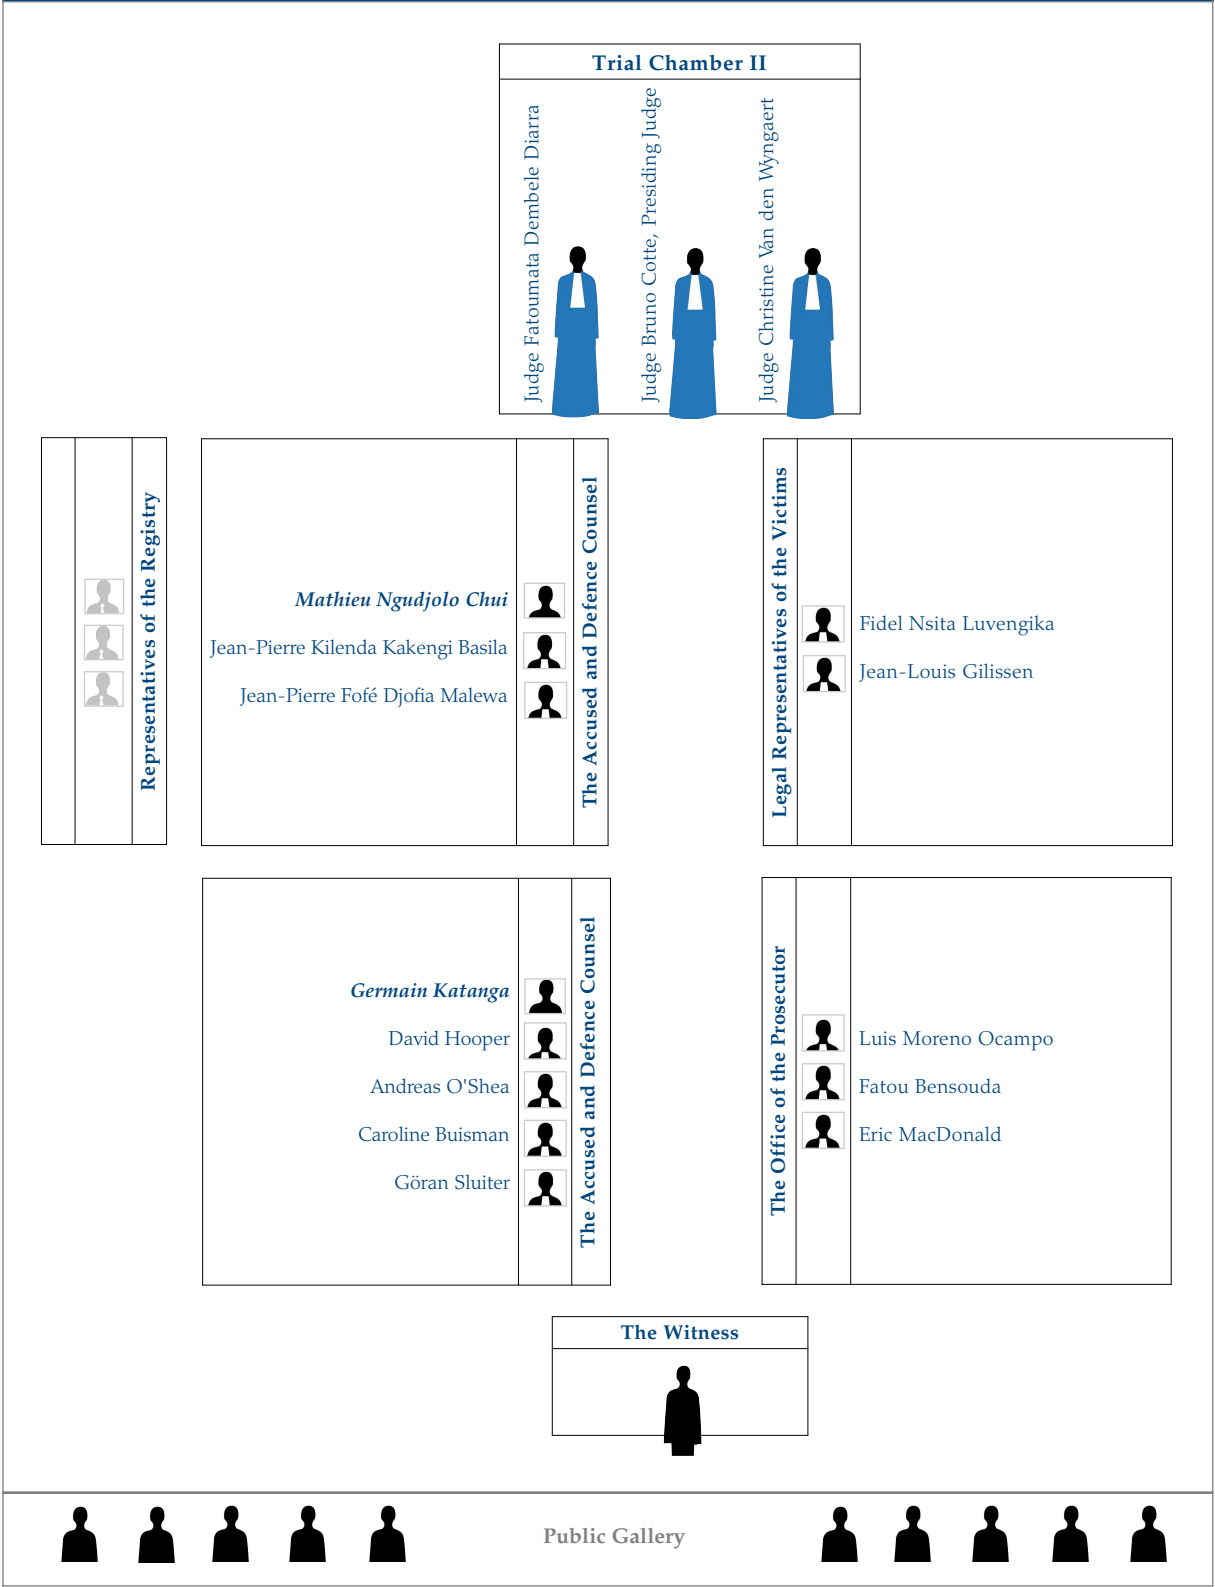 Trial Chamber II
Judge Fatoumata Dembele Diarra
Judge Bruno Cotte, Presiding Judge
Judge Christine Van den Wyngaert
Representatives of the Registry
Mathieu Ngudjolo Chui
Jean-Pierre Kilenda Kakengi Basila
Jean-Pierre Fofé Djofia Malewa
The Accused and Defence Counsel
Legal Representatives of the Victims
Fidel Nsita Luvengika
Jean-Louis Gilissen
Germain Katanga
David Hooper
Andreas O'Shea
Caroline Buisman
Göran Sluiter
The Accused and Defence Counsel
The Office of the Prosecutor
Luis Moreno Ocampo
Fatou Bensouda
Eric MacDonald
The Witness
Public Gallery